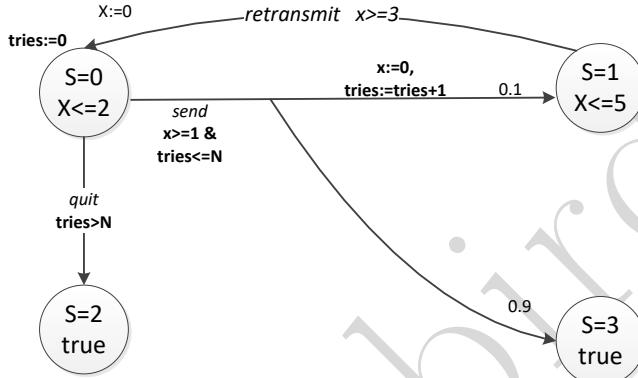 X:=0
retransmit x>=3
tries:=0
S=0
X<=2
x:=0,
tries:=tries+1
0.1
S=1
X<=5
send
x>=1 &
tries<=N
quit
tries>N
0.9
S=2
true
S=3
true